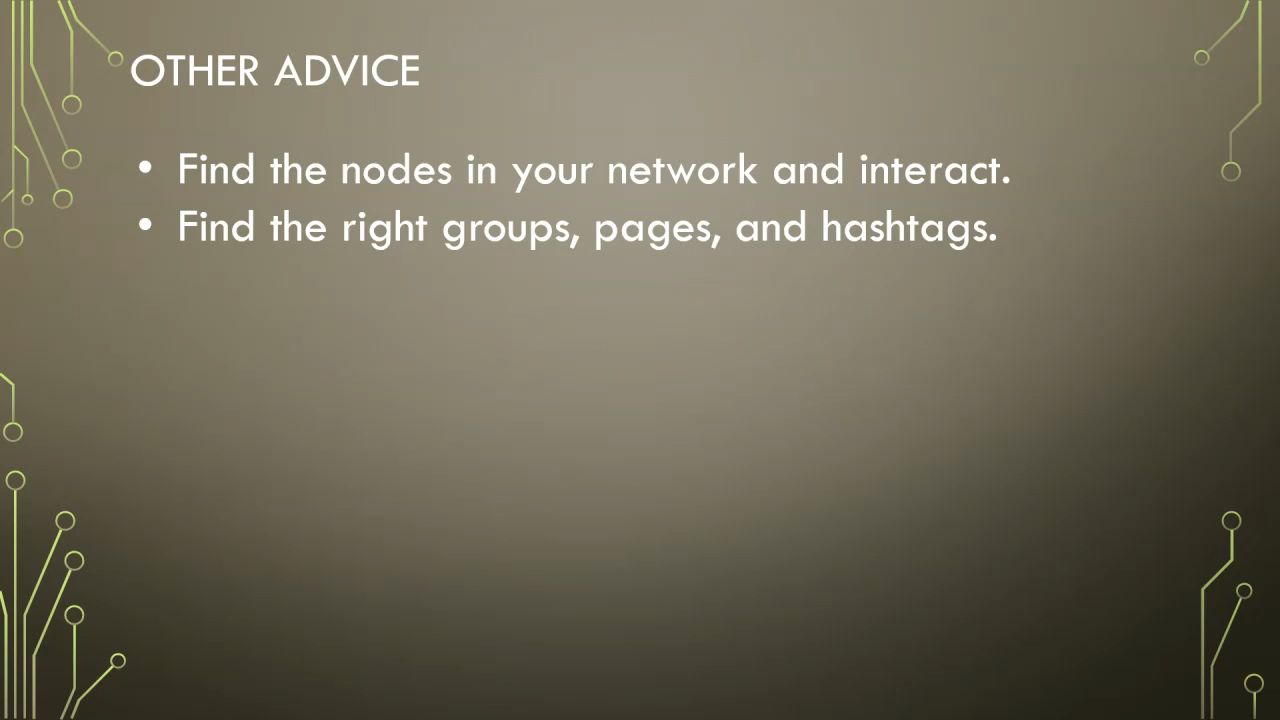 OTHER ADVICE
• Find the nodes in your network and interact.
• Find the right groups, pages, and hashtags.